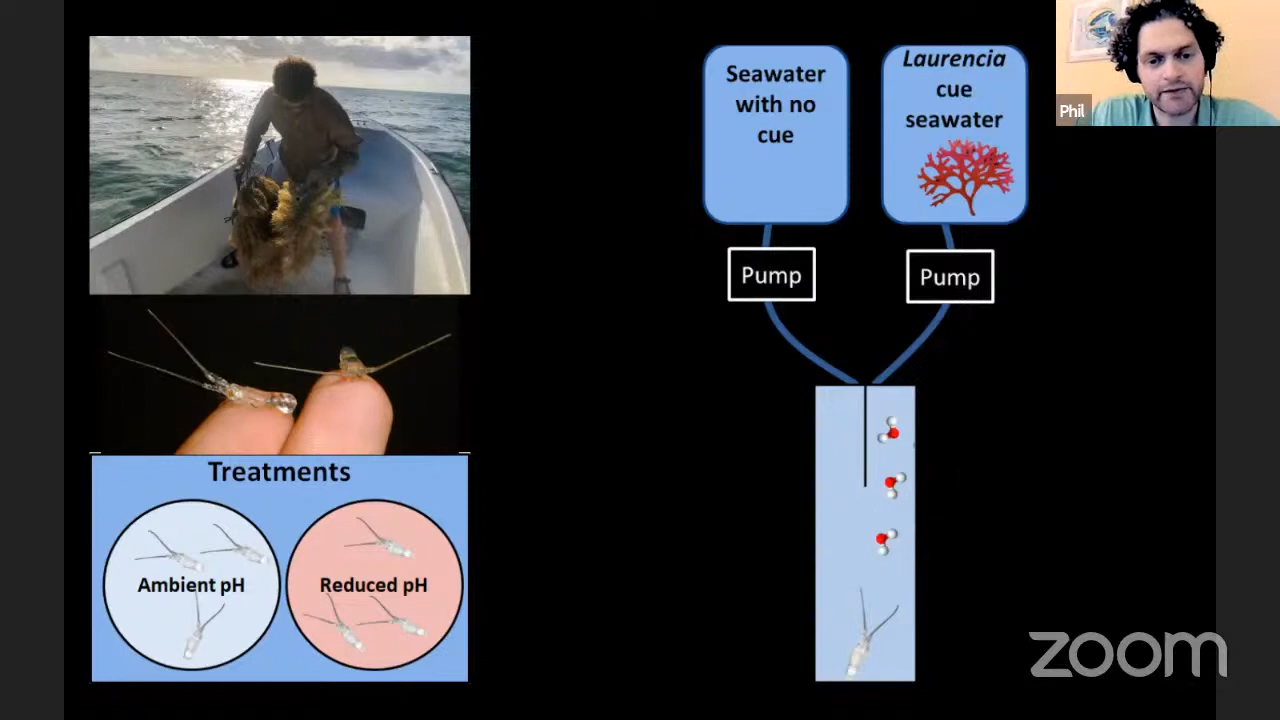 Seawater
with no
cue
Laurencia
cue
seawater
Phil
Pump
Pump
Treatments
Ambient pH
Reduced pH
zoom